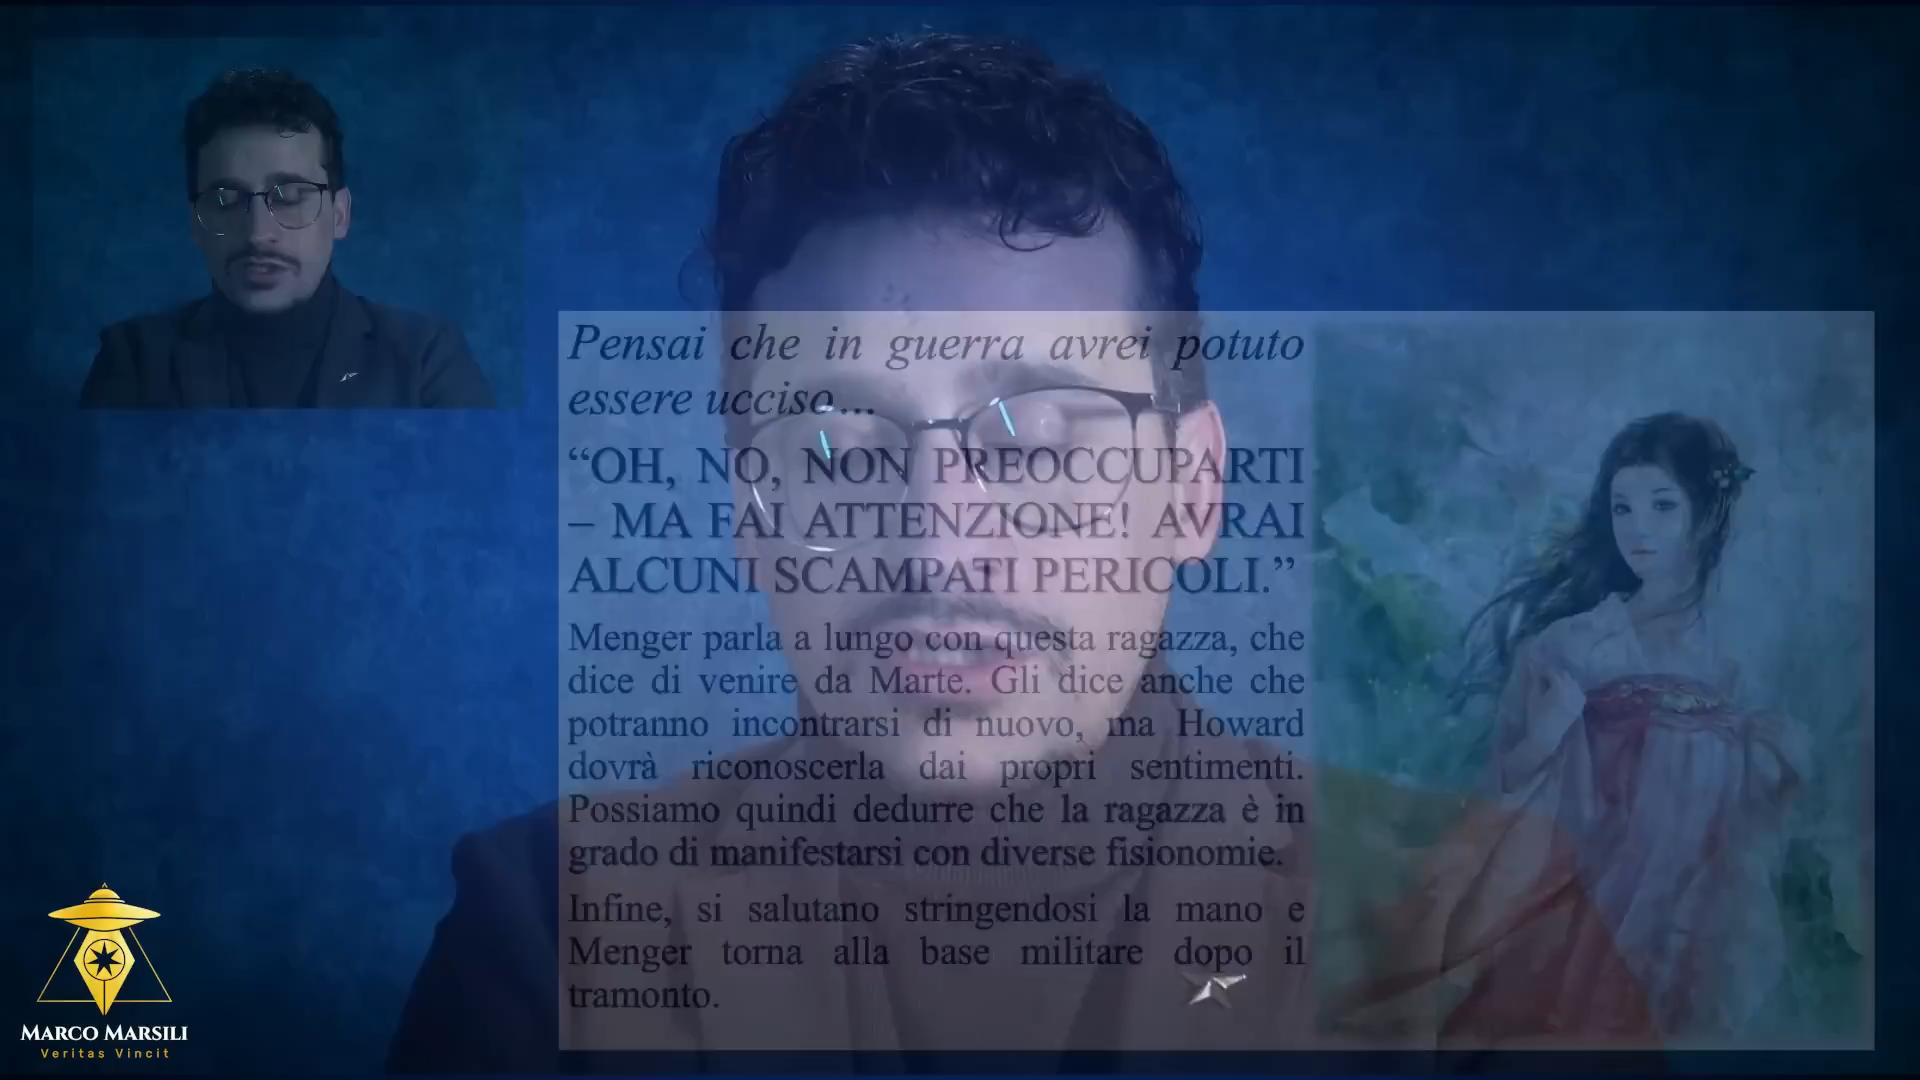 Pensai che in guerra avrei potuto
essere ucciso...
“OH, NO, NON PREOCCUPARTI
– MA FAI ATTENZIONE! AVRAI
ALCUNI SCAMPATI PERICOLI.”
Menger parla a lungo con questa ragazza, che
dice di venire da Marte. Gli dice anche che
potranno incontrarsi di nuovo, ma Howard
dovrà riconoscerla dai propri sentimenti.
Possiamo quindi dedurre che la ragazza è in
grado di manifestarsi con diverse fisionomie.
Infine, si salutano stringendosi la mano e
Menger torna alla base militare dopo il
tramonto.
MARCO MARSILI
Veritas Vincit